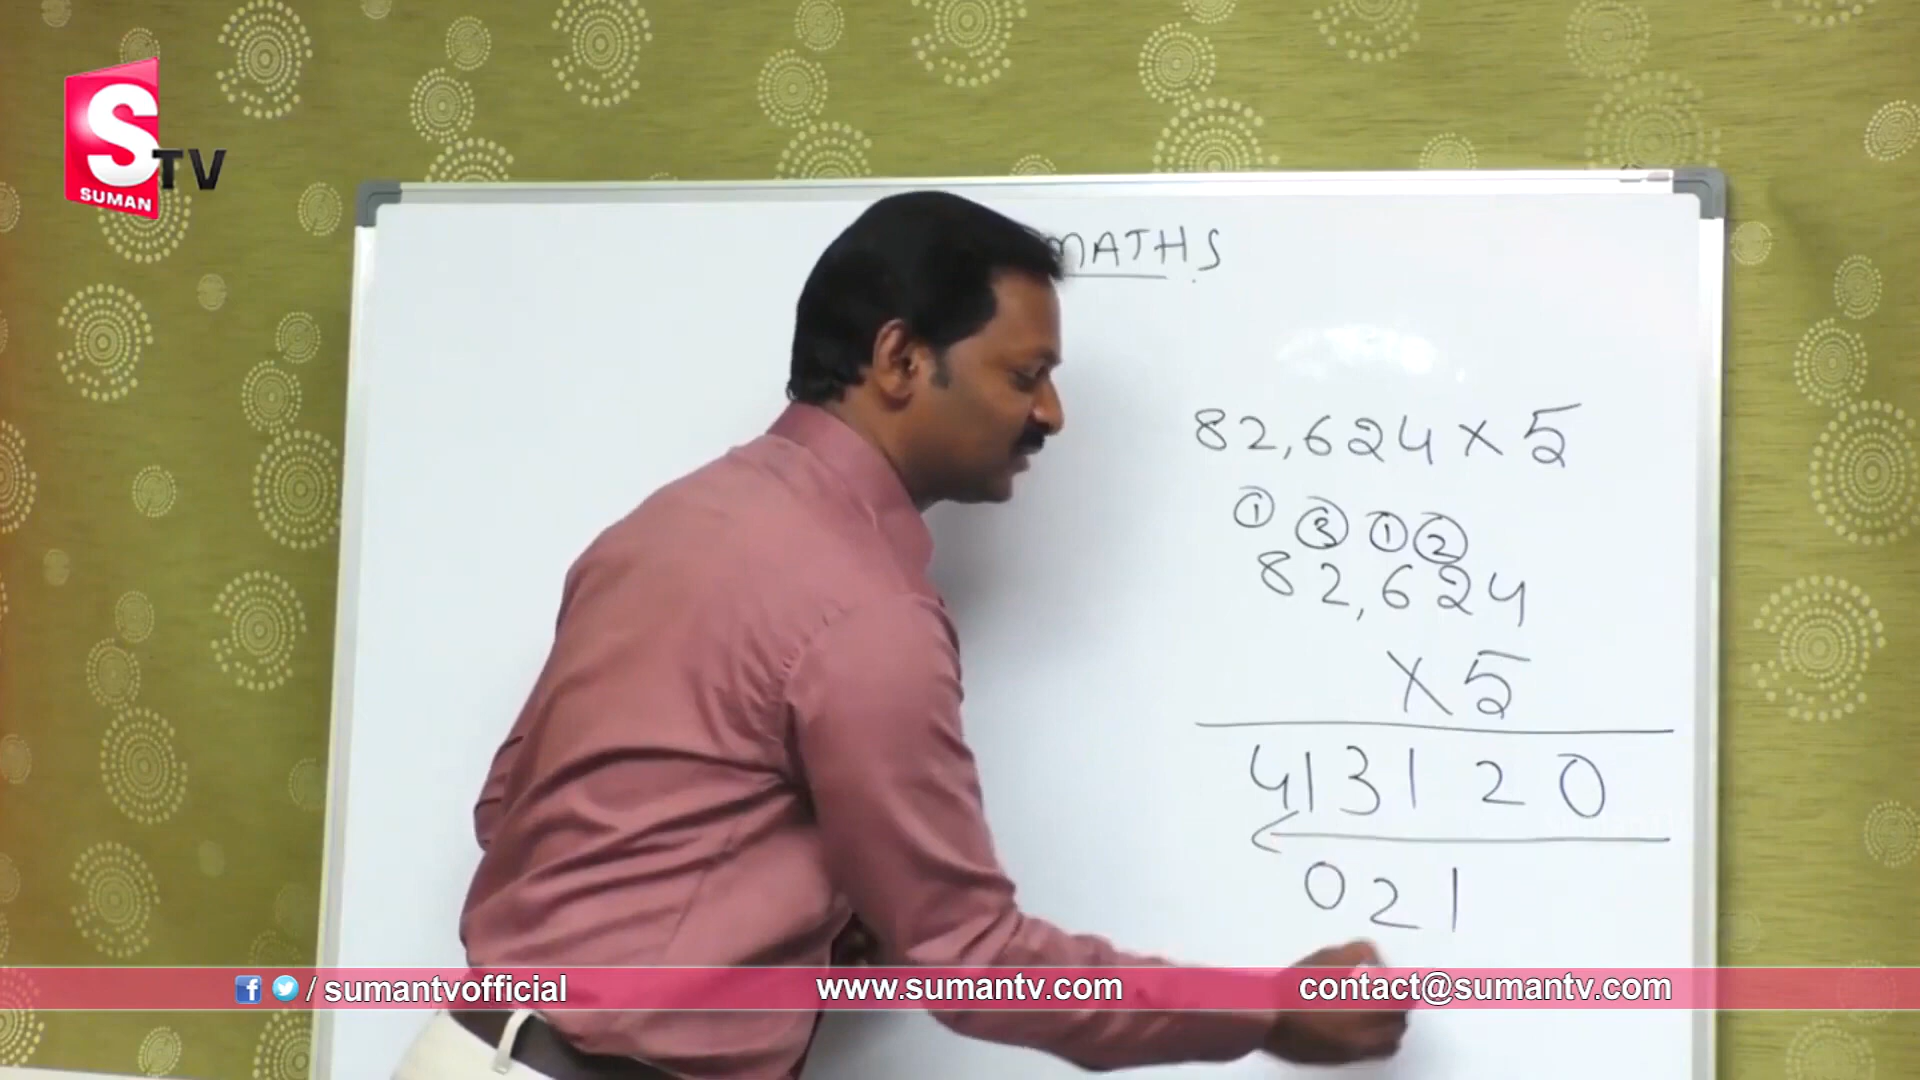 S
TV
SUMAN
MATHS
82,624 × 5
① ③ ① ②
82,624
× 5
413120
021
/ sumantvofficial
www.sumantv.com
contact@sumantv.com